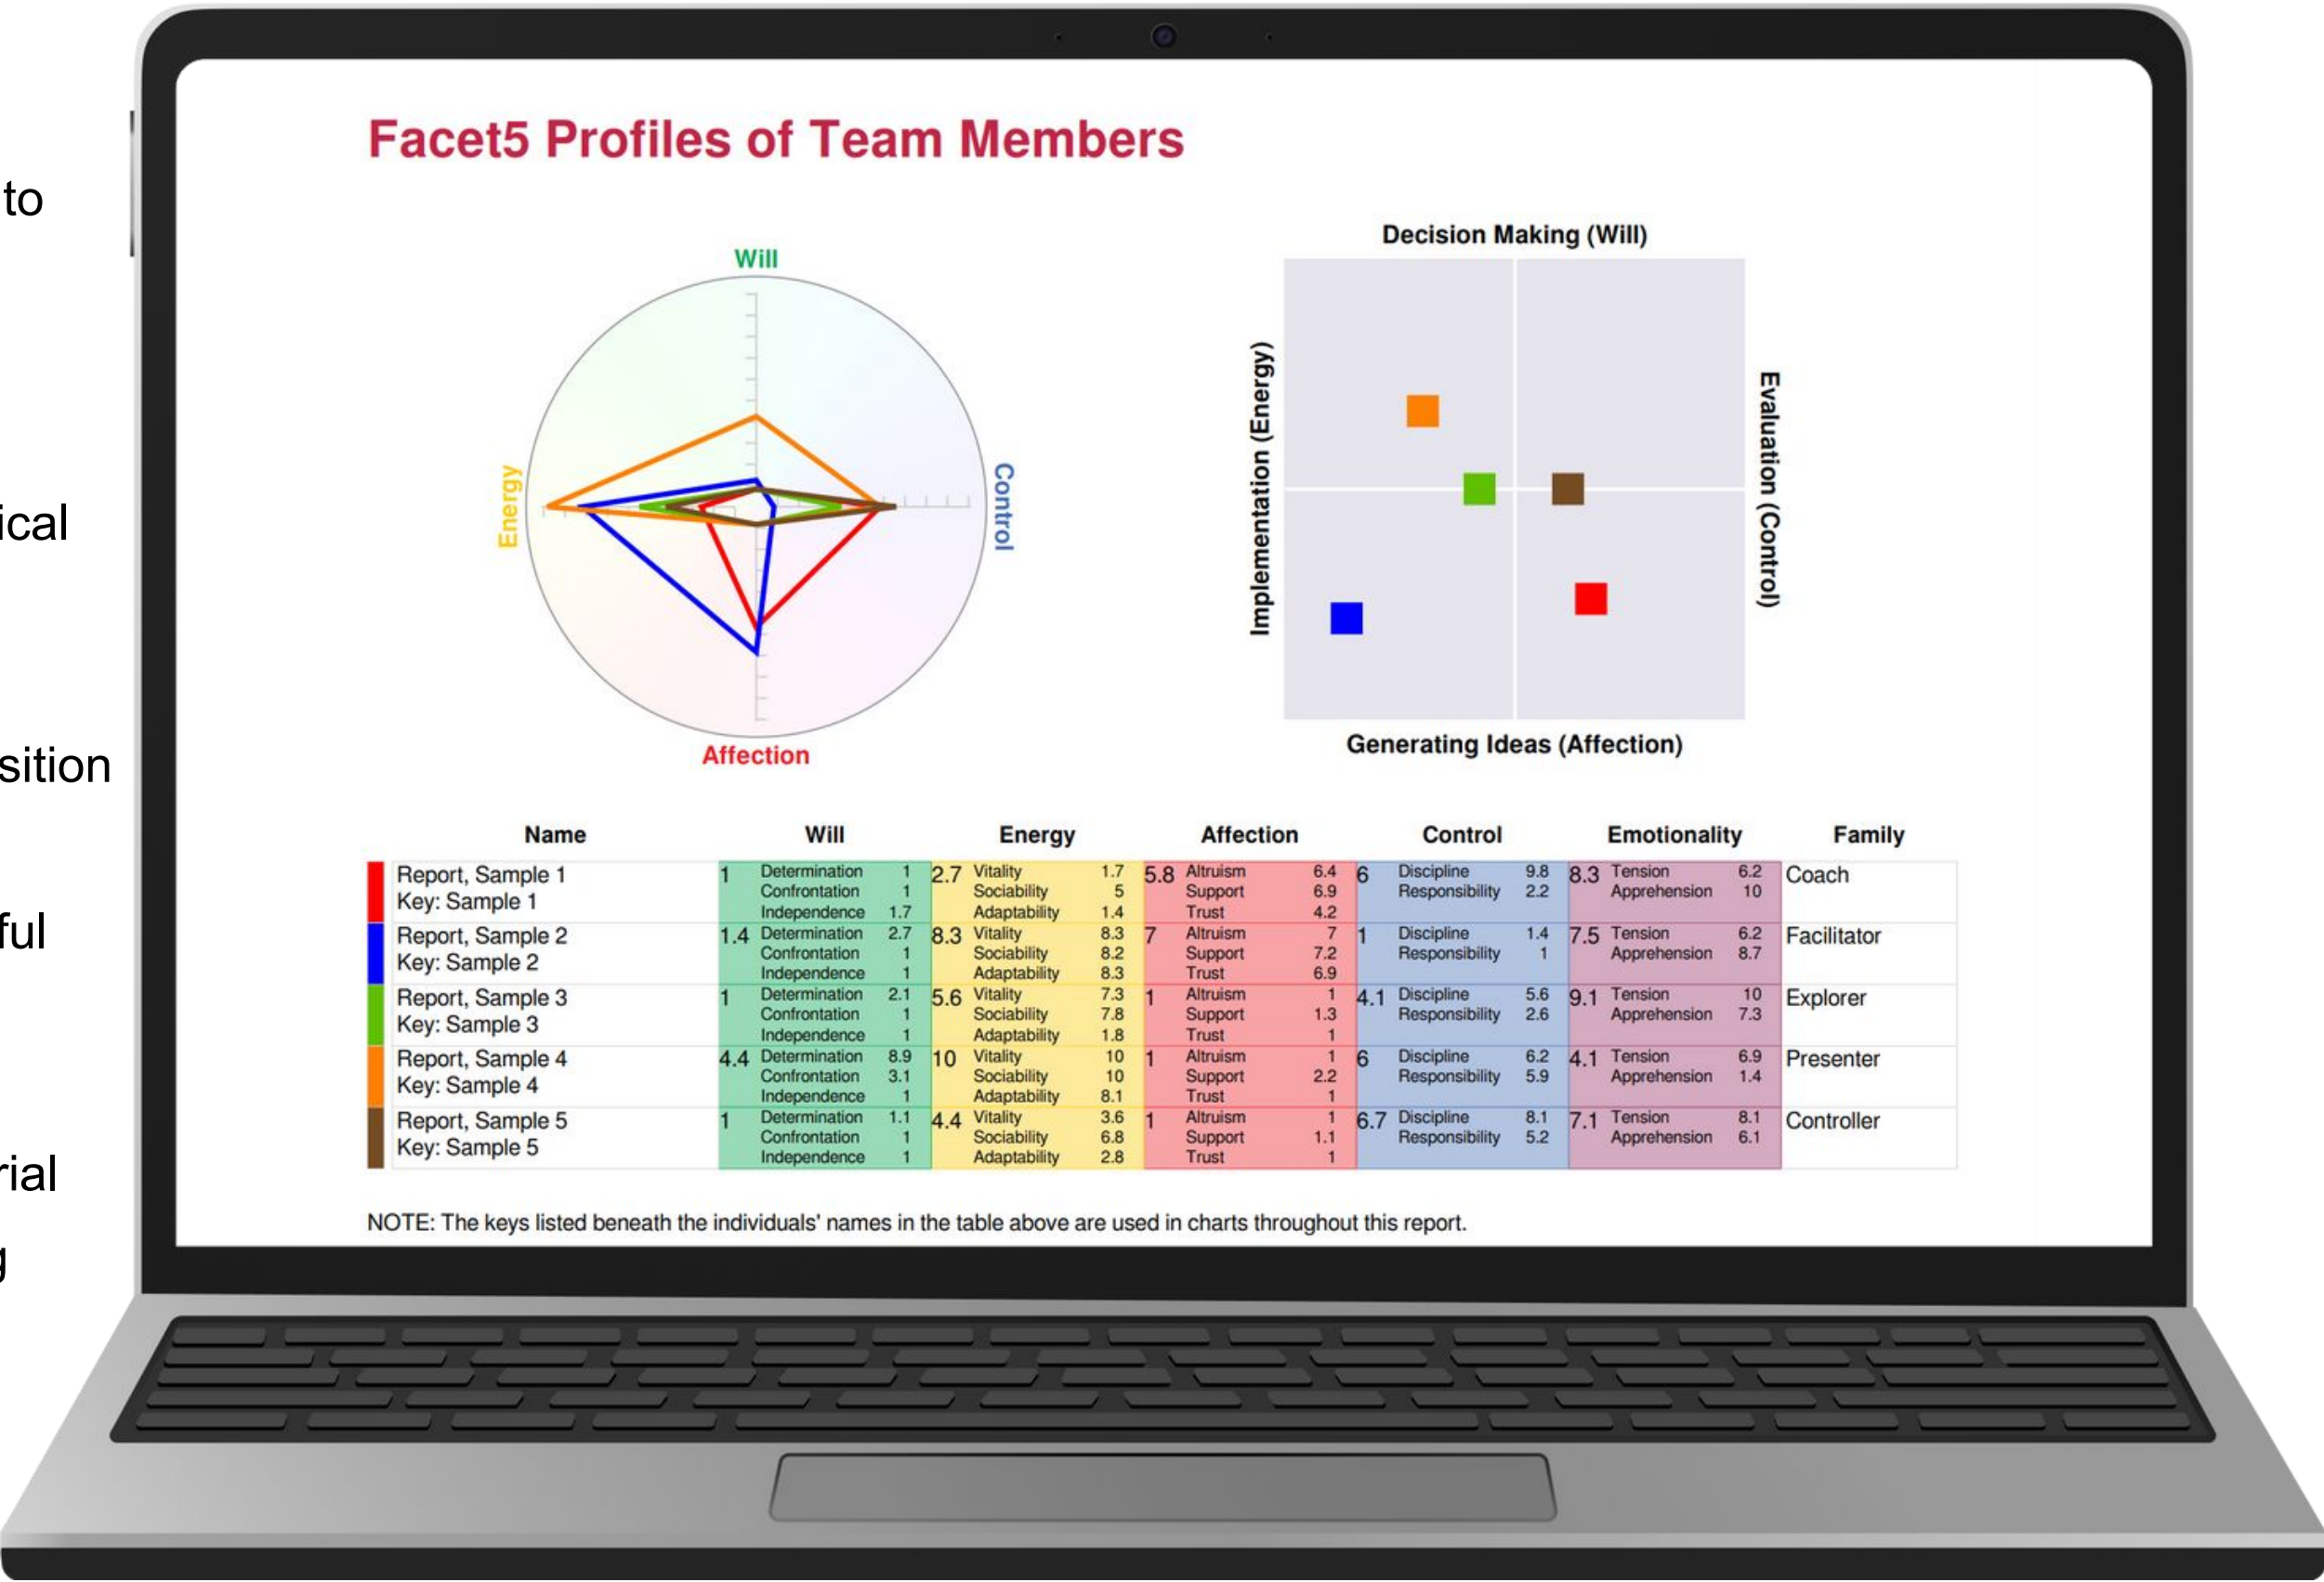 to
ical
sition
ful
rial
g
Facet5 Profiles of Team Members
Will
Energy
Control
Affection
Decision Making (Will)
Implementation (Energy)
Evaluation (Control)
Generating Ideas (Affection)
Name Will Energy Affection Control Emotionality Family
Report, Sample 1
Key: Sample 1
1 Determination 1
Confrontation 1
Independence 1.7
2.7 Vitality 1.7
Sociability 5
Adaptability 1.4
5.8 Altruism 6.4
Support 6.9
Trust 4.2
6 Discipline 9.8
Responsibility 2.2
8.3 Tension 6.2
Apprehension 10
Coach
Report, Sample 2
Key: Sample 2
1.4 Determination 2.7
Confrontation 1
Independence 1
8.3 Vitality 8.3
Sociability 8.2
Adaptability 8.3
7 Altruism 7
Support 7.2
Trust 6.9
1 Discipline 1.4
Responsibility 1
7.5 Tension 6.2
Apprehension 8.7
Facilitator
Report, Sample 3
Key: Sample 3
1 Determination 2.1
Confrontation 1
Independence 1
5.6 Vitality 7.3
Sociability 7.8
Adaptability 1.8
1 Altruism 1
Support 1.3
Trust 1
4.1 Discipline 5.6
Responsibility 2.6
9.1 Tension 10
Apprehension 7.3
Explorer
Report, Sample 4
Key: Sample 4
4.4 Determination 8.9
Confrontation 3.1
Independence 1
10 Vitality 10
Sociability 10
Adaptability 8.1
1 Altruism 1
Support 2.2
Trust 1
6 Discipline 6.2
Responsibility 5.9
4.1 Tension 6.9
Apprehension 1.4
Presenter
Report, Sample 5
Key: Sample 5
1 Determination 1.1
Confrontation 1
Independence 1
4.4 Vitality 3.6
Sociability 6.8
Adaptability 2.8
1 Altruism 1
Support 1.1
Trust 1
6.7 Discipline 8.1
Responsibility 5.2
7.1 Tension 8.1
Apprehension 6.1
Controller
NOTE: The keys listed beneath the individuals' names in the table above are used in charts throughout this report.